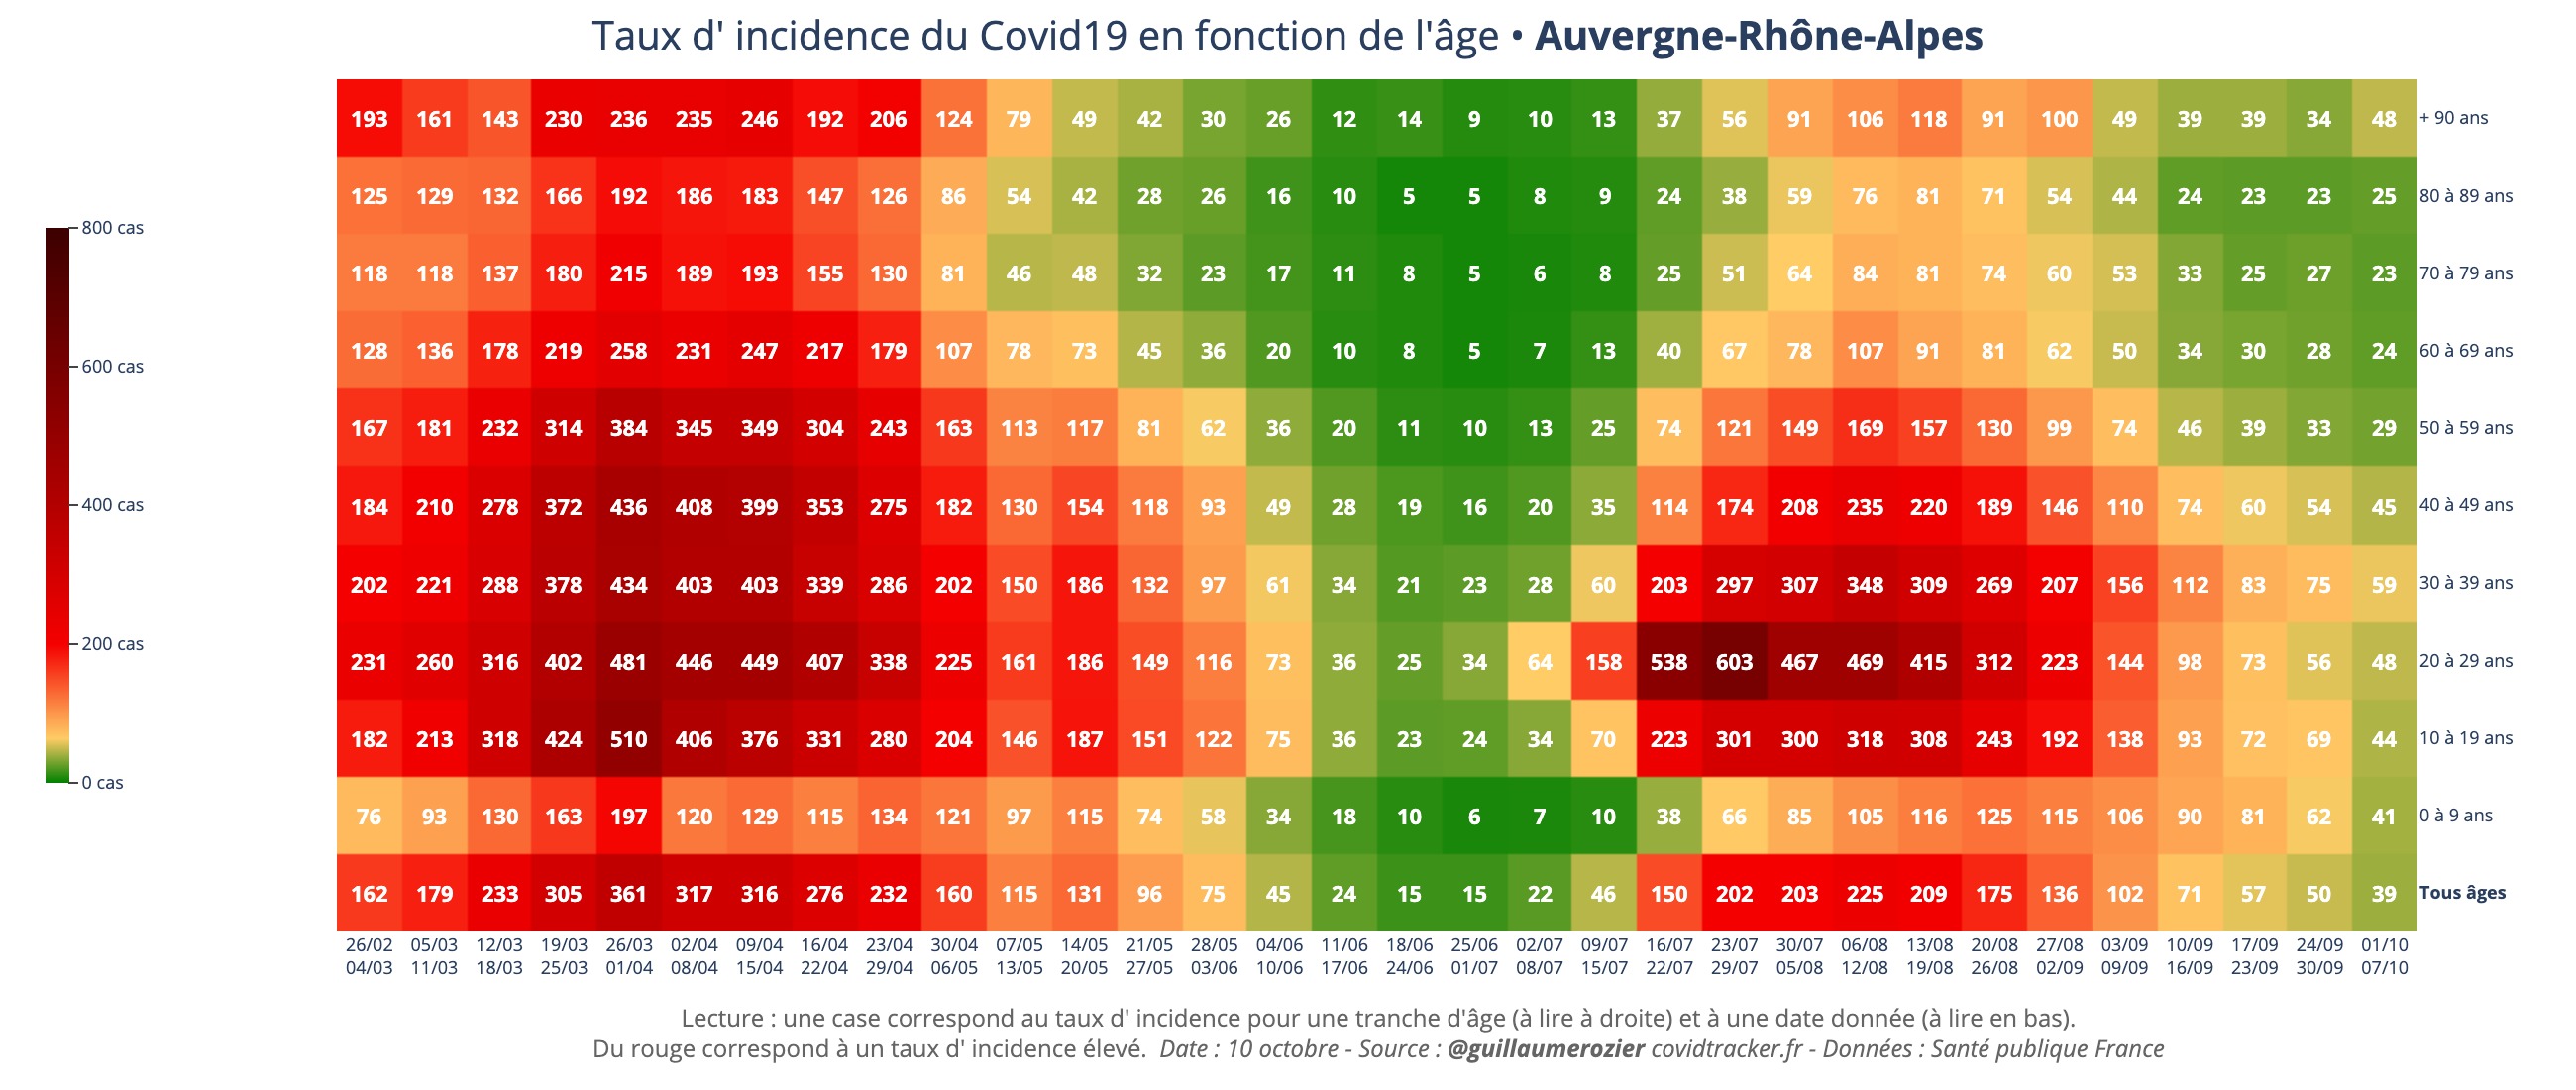 Taux d' incidence du Covid19 en fonction de l'âge • Auvergne-Rhône-Alpes
800 cas
600 cas
400 cas
200 cas
0 cas
193 161 143 230 236 235 246 192 206 124 79 49 42 30 26 12 14 9 10 13 37 56 91 106 118 91 100 49 39 39 34 48 + 90 ans
125 129 132 166 192 186 183 147 126 86 54 42 28 26 16 10 5 5 8 9 24 38 59 76 81 71 54 44 24 23 23 25 80 à 89 ans
118 118 137 180 215 189 193 155 130 81 46 48 32 23 17 11 8 5 6 8 25 51 64 84 81 74 60 53 33 25 27 23 70 à 79 ans
128 136 178 219 258 231 247 217 179 107 78 73 45 36 20 10 8 5 7 13 40 67 78 107 91 81 62 50 34 30 28 24 60 à 69 ans
167 181 232 314 384 345 349 304 243 163 113 117 81 62 36 20 11 10 13 25 74 121 149 169 157 130 99 74 46 39 33 29 50 à 59 ans
184 210 278 372 436 408 399 353 275 182 130 154 118 93 49 28 19 16 20 35 114 174 208 235 220 189 146 110 74 60 54 45 40 à 49 ans
202 221 288 378 434 403 403 339 286 202 150 186 132 97 61 34 21 23 28 60 203 297 307 348 309 269 207 156 112 83 75 59 30 à 39 ans
231 260 316 402 481 446 449 407 338 225 161 186 149 116 73 36 25 34 64 158 538 603 467 469 415 312 223 144 98 73 56 48 20 à 29 ans
182 213 318 424 510 406 376 331 280 204 146 187 151 122 75 36 23 24 34 70 223 301 300 318 308 243 192 138 93 72 69 44 10 à 19 ans
76 93 130 163 197 120 129 115 134 121 97 115 74 58 34 18 10 6 7 10 38 66 85 105 116 125 115 106 90 81 62 41 0 à 9 ans
162 179 233 305 361 317 316 276 232 160 115 131 96 75 45 24 15 15 22 46 150 202 203 225 209 175 136 102 71 57 50 39 Tous âges
26/02 05/03 12/03 19/03 26/03 02/04 09/04 16/04 23/04 30/04 07/05 14/05 21/05 28/05 04/06 11/06 18/06 25/06 02/07 09/07 16/07 23/07 30/07 06/08 13/08 20/08 27/08 03/09 10/09 17/09 24/09 01/10
04/03 11/03 18/03 25/03 01/04 08/04 15/04 22/04 29/04 06/05 13/05 20/05 27/05 03/06 10/06 17/06 24/06 01/07 08/07 15/07 22/07 29/07 05/08 12/08 19/08 26/08 02/09 09/09 16/09 23/09 30/09 07/10
Lecture : une case correspond au taux d' incidence pour une tranche d'âge (à lire à droite) et à une date donnée (à lire en bas).
Du rouge correspond à un taux d' incidence élevé. Date : 10 octobre - Source : @guillaumerozier covidtracker.fr - Données : Santé publique France